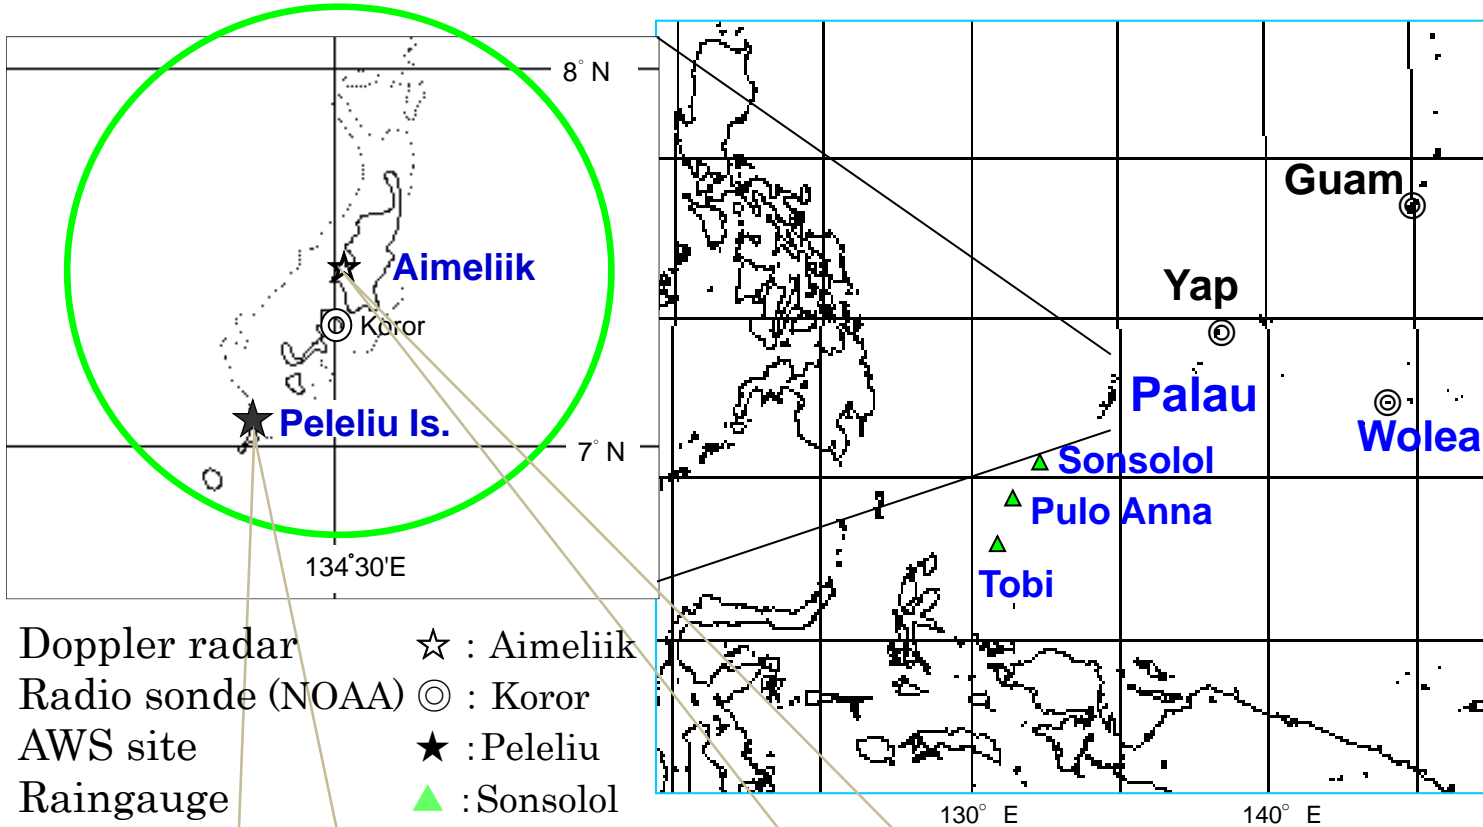 8° N
Aimeliik
Koror
Peleliu Is.
7° N
134°30'E
Guam
Yap
Palau
Wolea
Sonsolol
Pulo Anna
Tobi
130° E
140° E
Doppler radar ☆ : Aimeliik
Radio sonde (NOAA) ◎ : Koror
AWS site ★ : Peleliu
Raingauge ▲ : Sonsolol